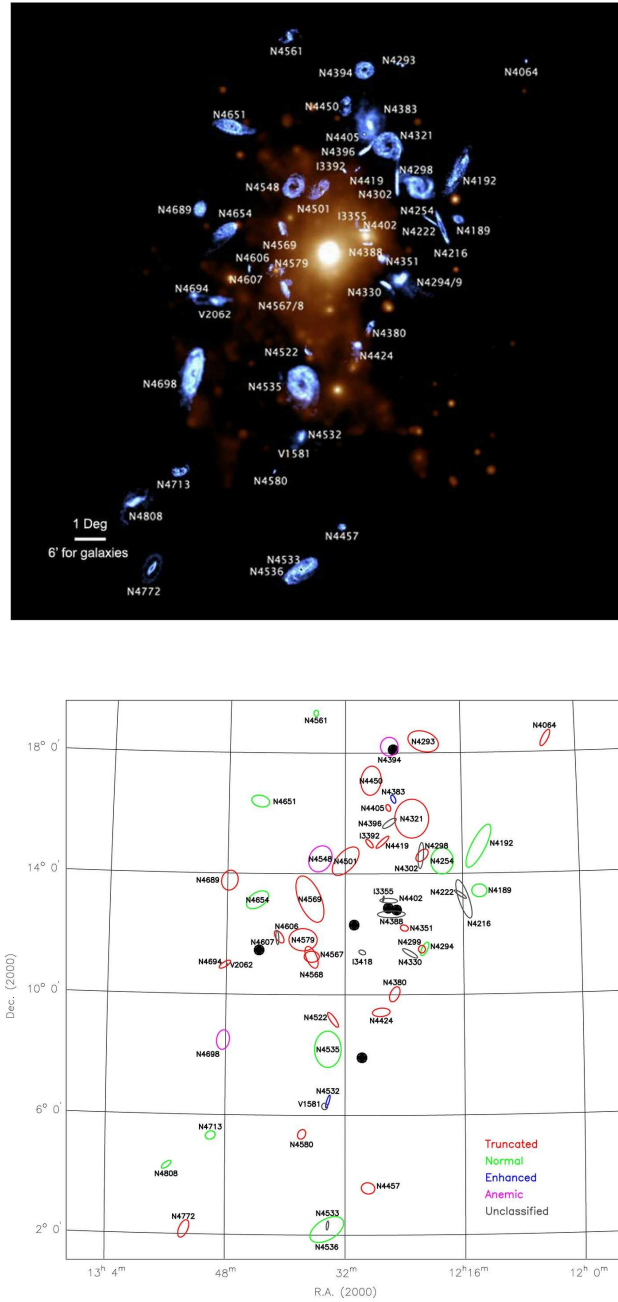 N4561
N4293
N4394
N4064
N4450
N4383
N4651
N4405
N4321
N4396
I3392
N4298
N4419
N4192
N4548
N4302
N4501
N4254
N4689
I3355
N4654
N4402
N4222
N4189
N4569
N4388
N4216
N4606
N4579
N4351
N4607
N4294/9
N4694
N4330
N4567/8
V2062
N4380
N4522
N4424
N4698
N4535
N4532
V1581
N4713
N4580
N4808
1 Deg
N4457
6' for galaxies
N4533
N4536
N4772
N4561
N4064
18° 0'
N4293
N4394
N4450
N4383
N4651
N4405
N4321
N4396
I3392
N4192
N4419
N4298
N4548
N4501
N4254
N4302
14° 0'
N4689
N4222
N4189
I3355
N4402
N4654
N4569
N4388
N4216
N4606
N4351
N4579
N4607
N4299
N4294
N4567
N4330
N4694
V2062
I3418
N4568
N4380
10° 0'
Dec. (2000)
N4522
N4424
N4698
N4535
N4532
V1581
6° 0'
N4713
N4580
Truncated
N4808
Normal
Enhanced
N4457
Anemic
N4772
N4533
Unclassified
2° 0'
N4536
13h 4m
48m
32m
12h 16m
12h 0m
R.A. (2000)